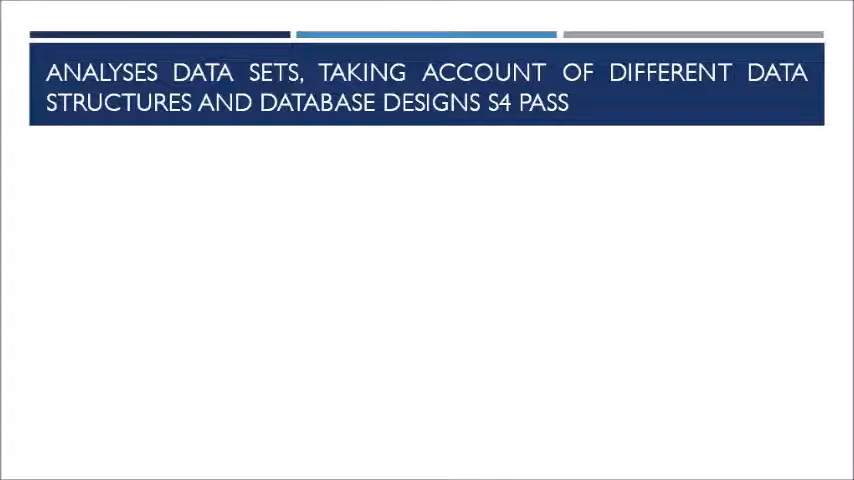 ANALYSES DATA SETS, TAKING ACCOUNT OF DIFFERENT DATA
STRUCTURES AND DATABASE DESIGNS S4 PASS